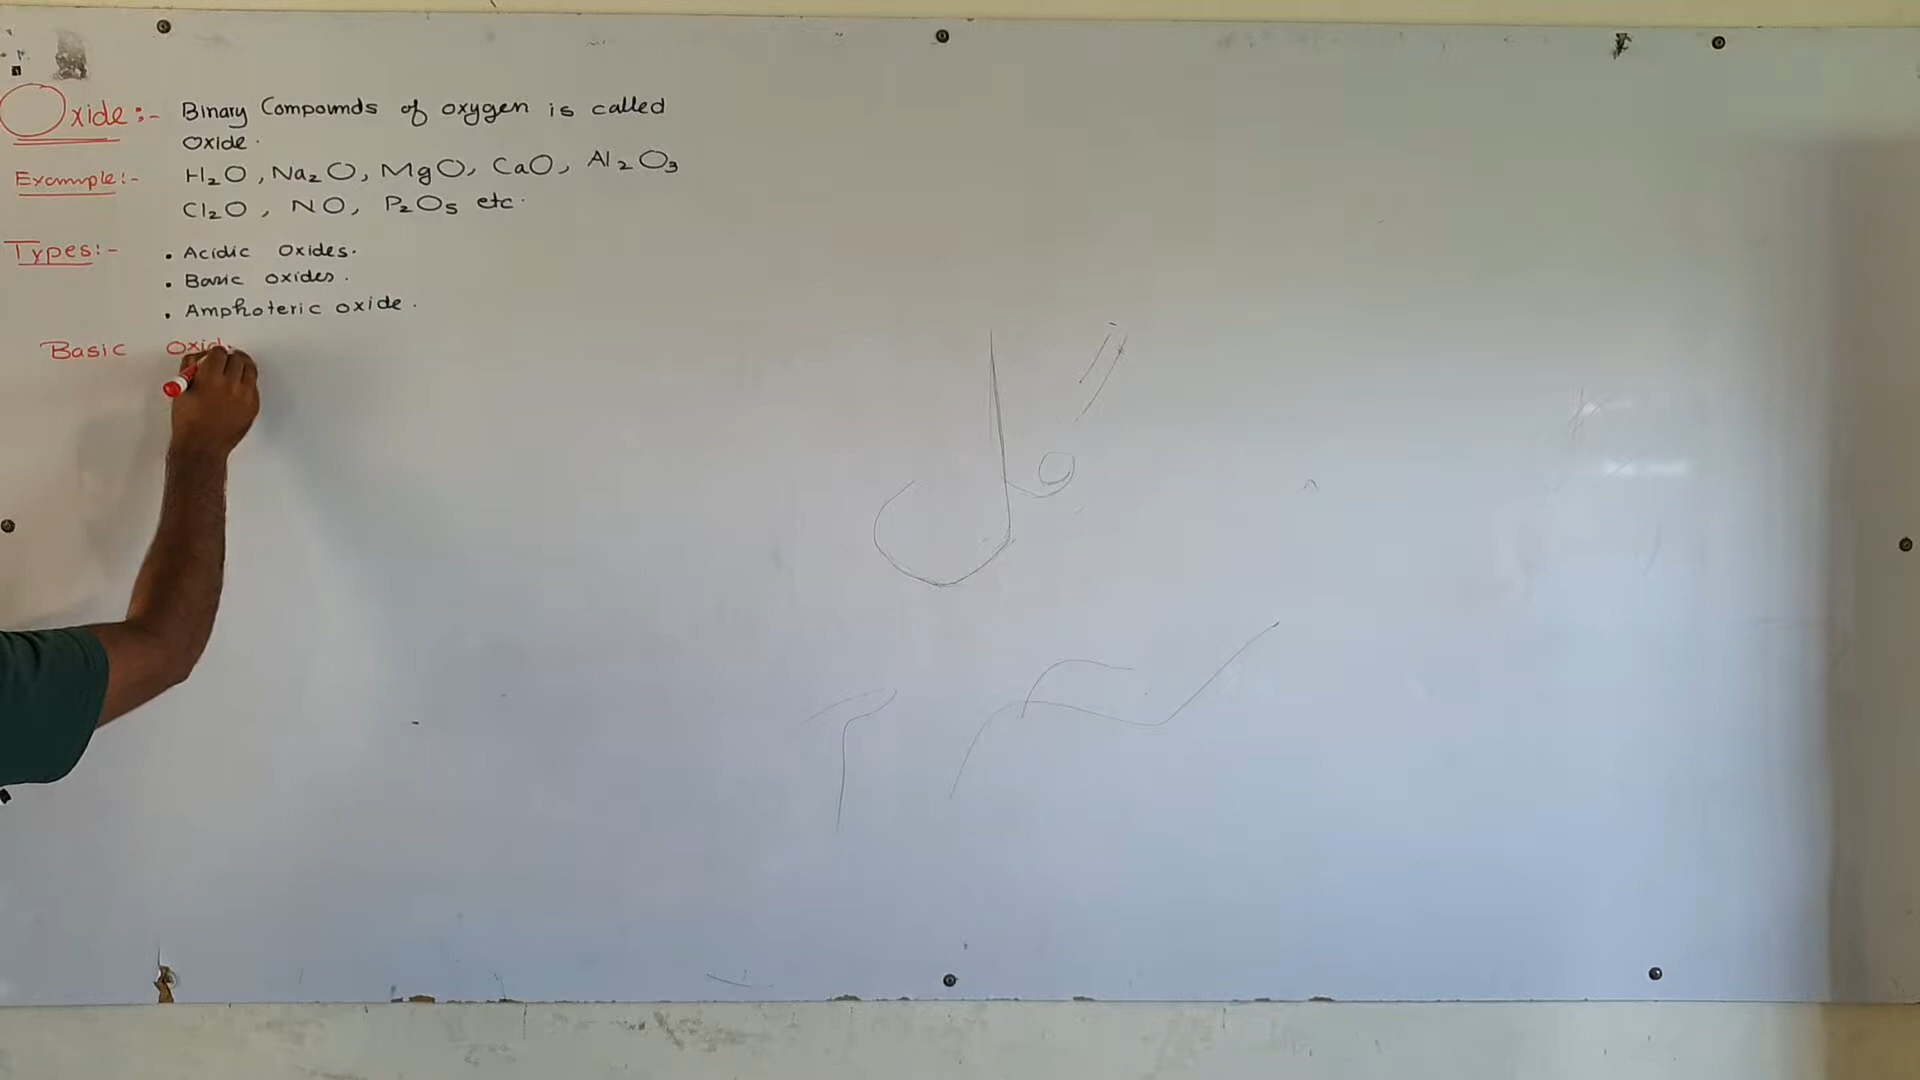 Oxide:- Binary Compounds of oxygen is called
oxide.
Example:- H₂O, Na₂O, MgO, CaO, Al₂O₃
Cl₂O, NO, P₂O₅ etc.
Types:- • Acidic oxides.
• Basic oxides.
• Amphoteric oxide.
Basic Oxid